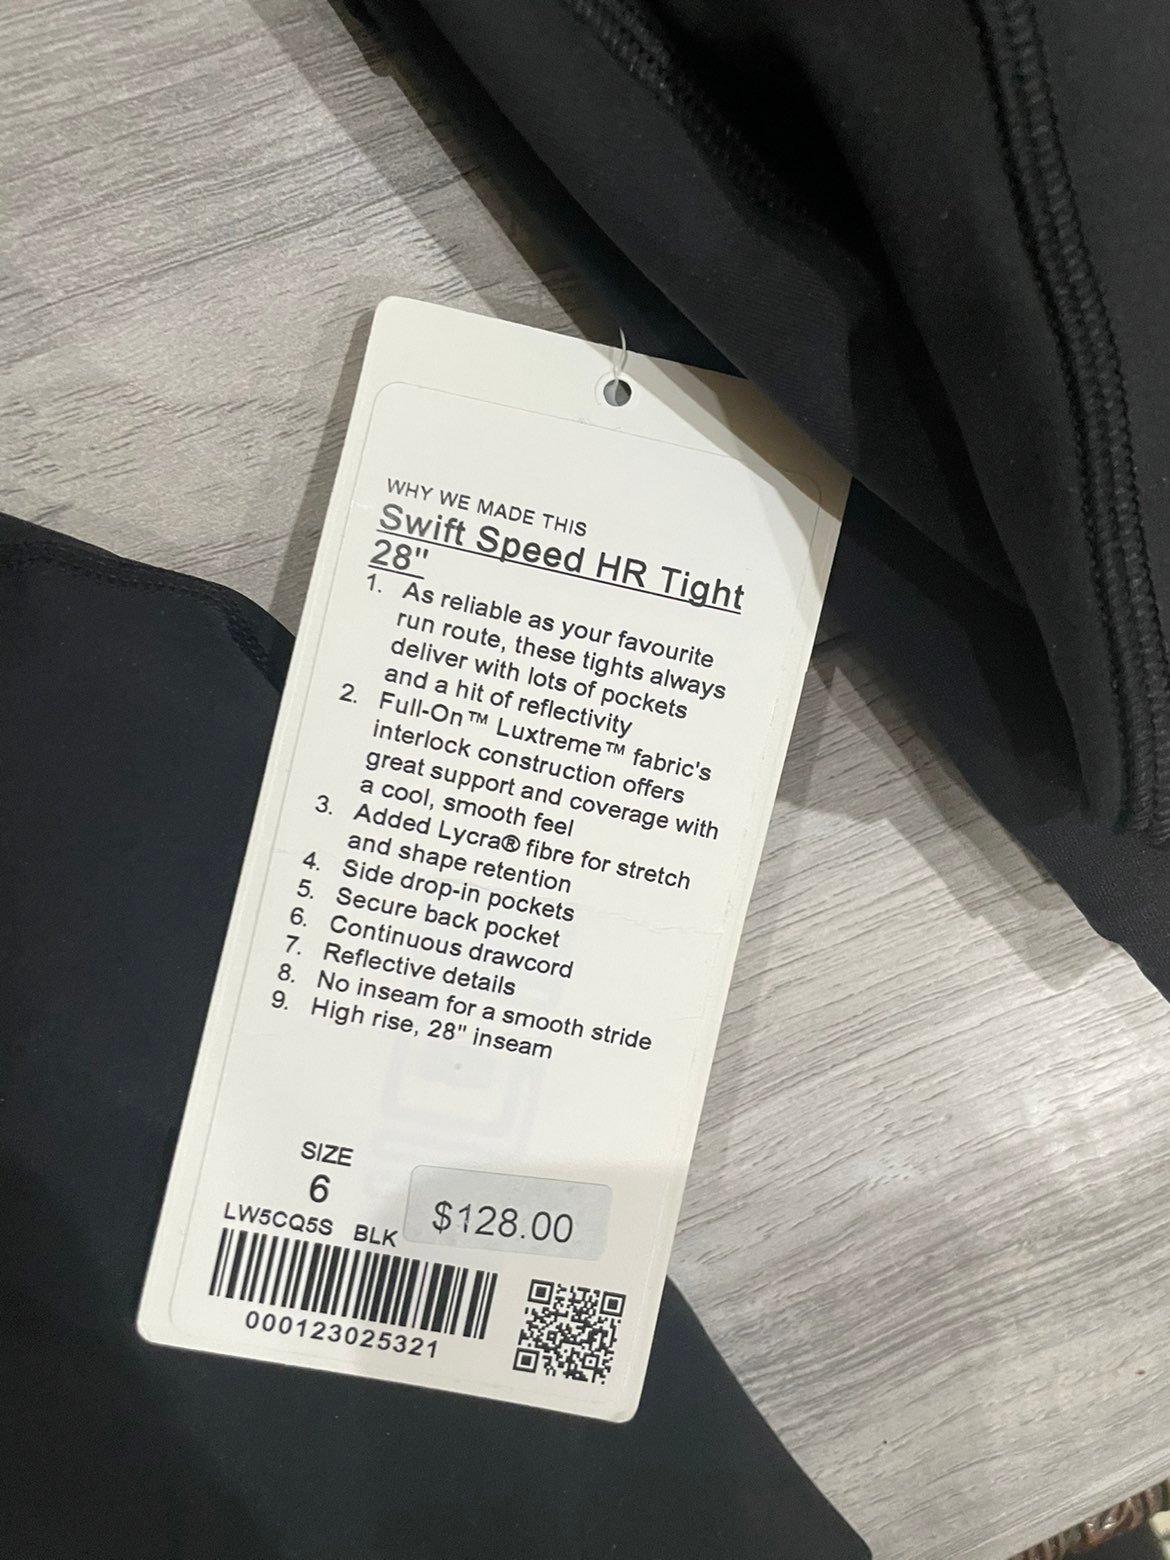 WHY WE MADE THIS
Swift Speed HR Tight
28"
1. As reliable as your favourite
run route, these tights always
deliver with lots of pockets
and a hit of reflectivity
2. Full-On™ Luxtreme™ fabric's
interlock construction offers
great support and coverage with
a cool, smooth feel
3. Added Lycra® fibre for stretch
and shape retention
4. Side drop-in pockets
5. Secure back pocket
6. Continuous drawcord
7. Reflective details
8. No inseam for a smooth stride
9. High rise, 28" inseam
SIZE
6
$128.00
LW5CQ5S BLK
000123025321